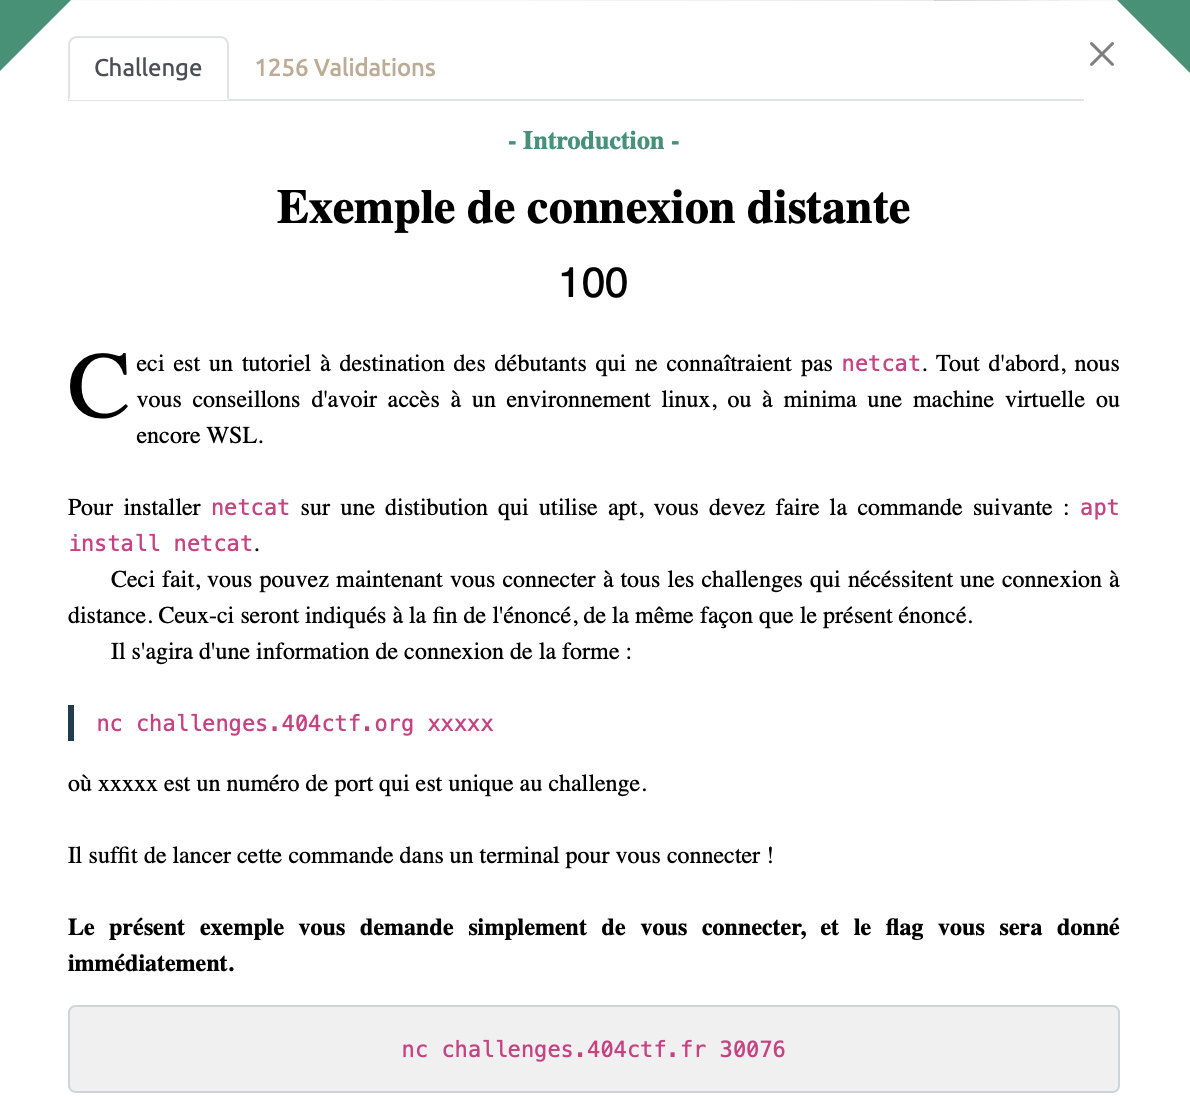 Challenge
1256 Validations
- Introduction -
Exemple de connexion distante
100
Ceci est un tutoriel à destination des débutants qui ne connaîtraient pas netcat. Tout d'abord, nous
vous conseillons d'avoir accès à un environnement linux, ou à minima une machine virtuelle ou
encore WSL.
Pour installer netcat sur une distibution qui utilise apt, vous devez faire la commande suivante : apt
install netcat.
Ceci fait, vous pouvez maintenant vous connecter à tous les challenges qui nécéssitent une connexion à
distance. Ceux-ci seront indiqués à la fin de l'énoncé, de la même façon que le présent énoncé.
Il s'agira d'une information de connexion de la forme :
nc challenges.404ctf.org xxxxx
où xxxxx est un numéro de port qui est unique au challenge.
Il suffit de lancer cette commande dans un terminal pour vous connecter !
Le présent exemple vous demande simplement de vous connecter, et le flag vous sera donné
immédiatement.
nc challenges.404ctf.fr 30076